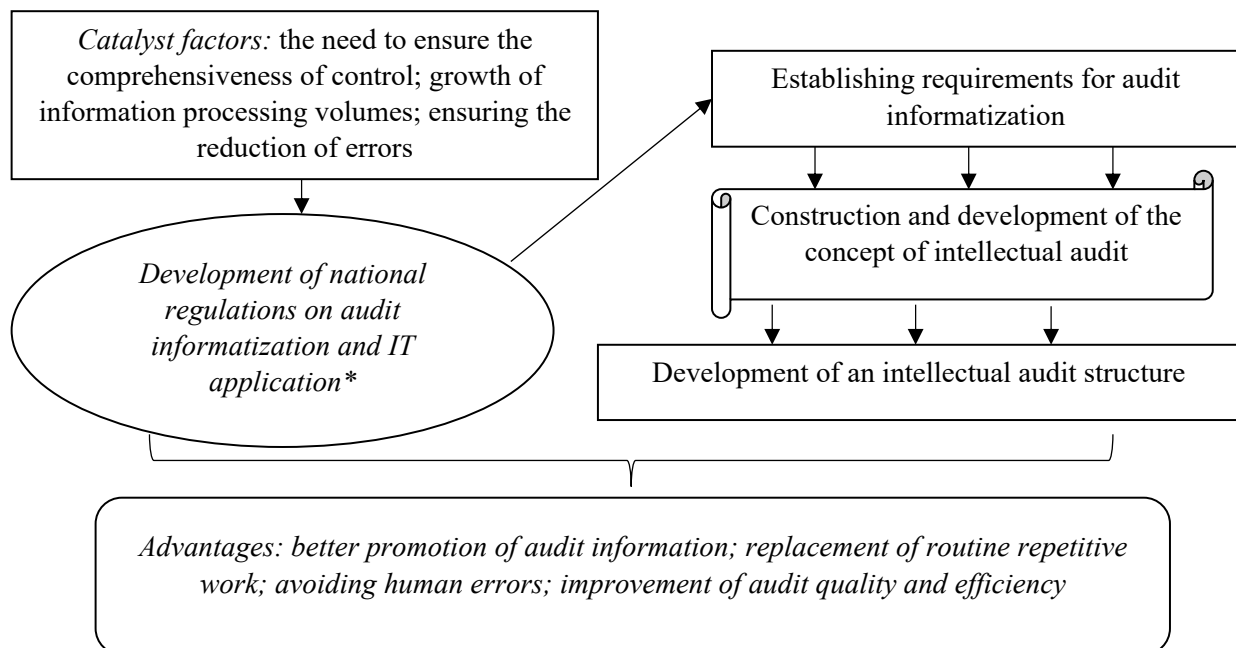 Catalyst factors: the need to ensure the
comprehensiveness of control; growth of
information processing volumes; ensuring the
reduction of errors
Development of national
regulations on audit
informatization and IT
application*
Establishing requirements for audit
informatization
Construction and development of the
concept of intellectual audit
Development of an intellectual audit structure
Advantages: better promotion of audit information; replacement of routine repetitive
work; avoiding human errors; improvement of audit quality and efficiency